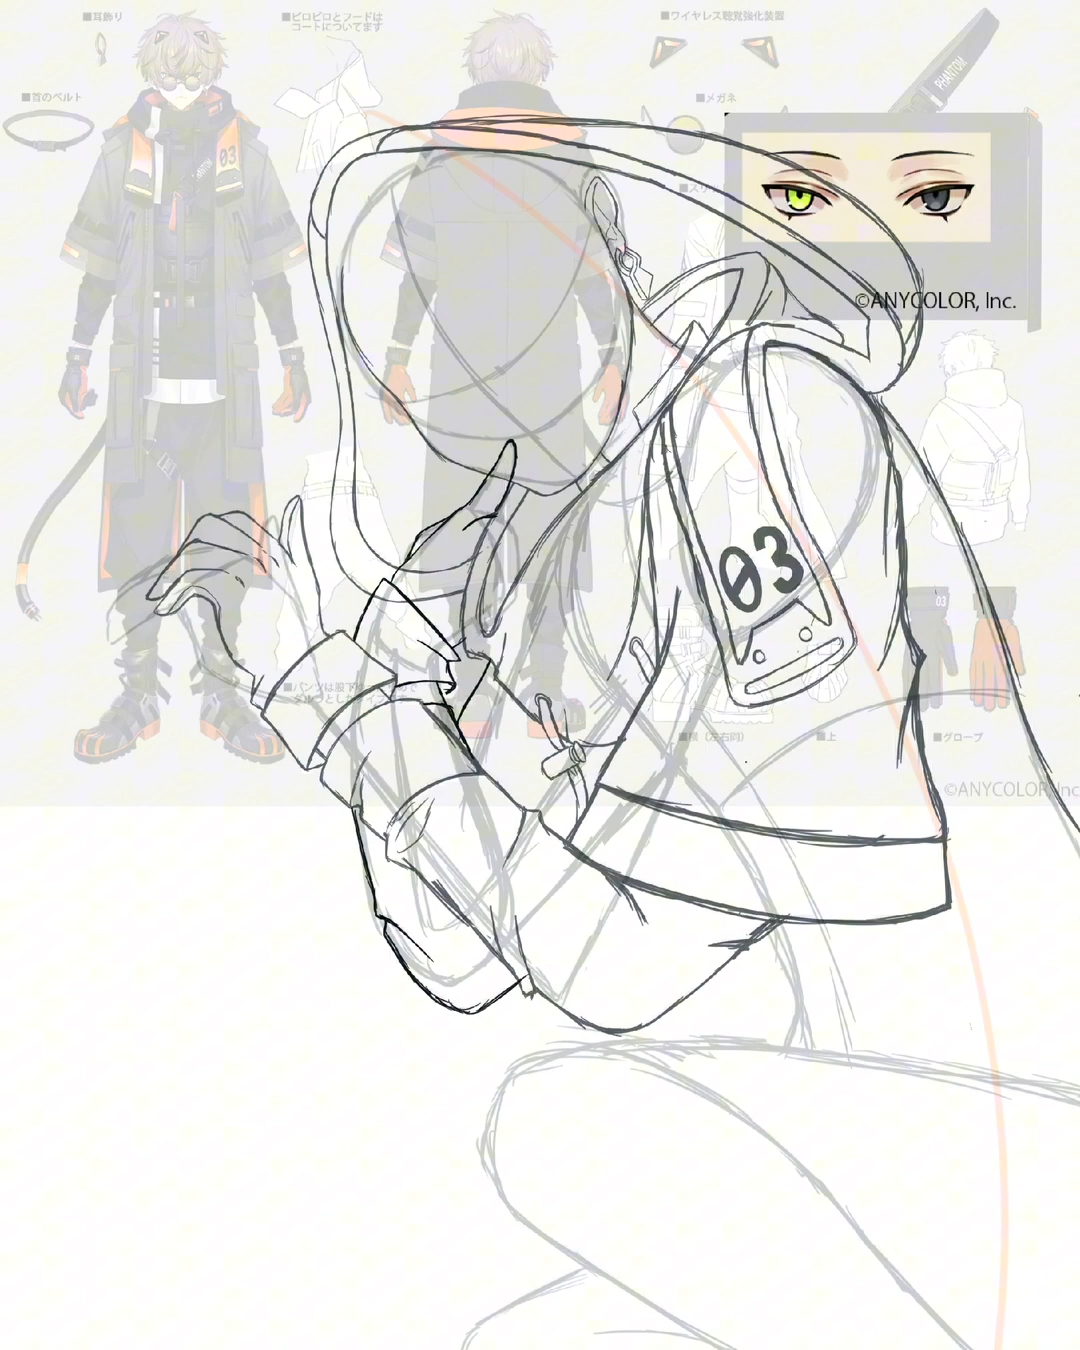 ■耳飾り
■ピロピロとフードは
コートについてます
■ワイヤレス聴覚強化装置
■首のベルト
■メガネ
PHANTOM
03
PHANTOM
©ANYCOLOR, Inc.
03
03
■グローブ
■上
©ANYCOLOR, Inc